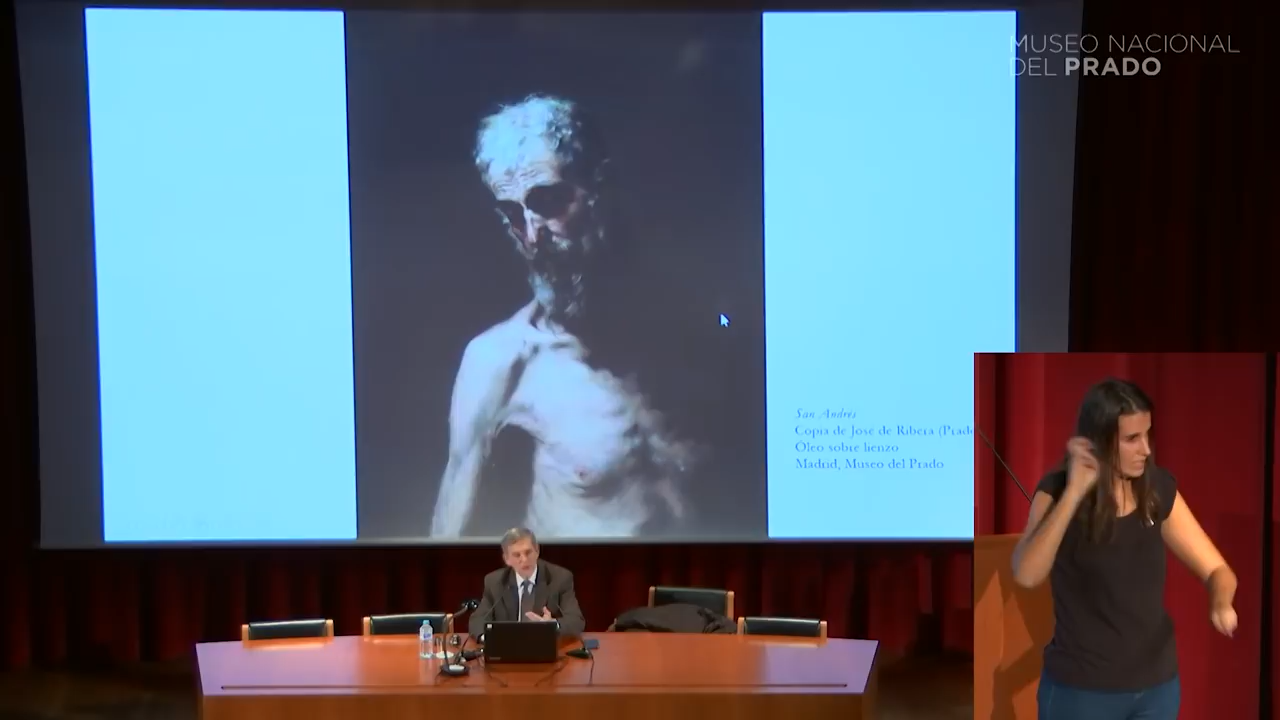 MUSEO NACIONAL
DEL PRADO
San Andrés
Copia de José de Ribera (Prado
Óleo sobre lienzo
Madrid, Museo del Prado